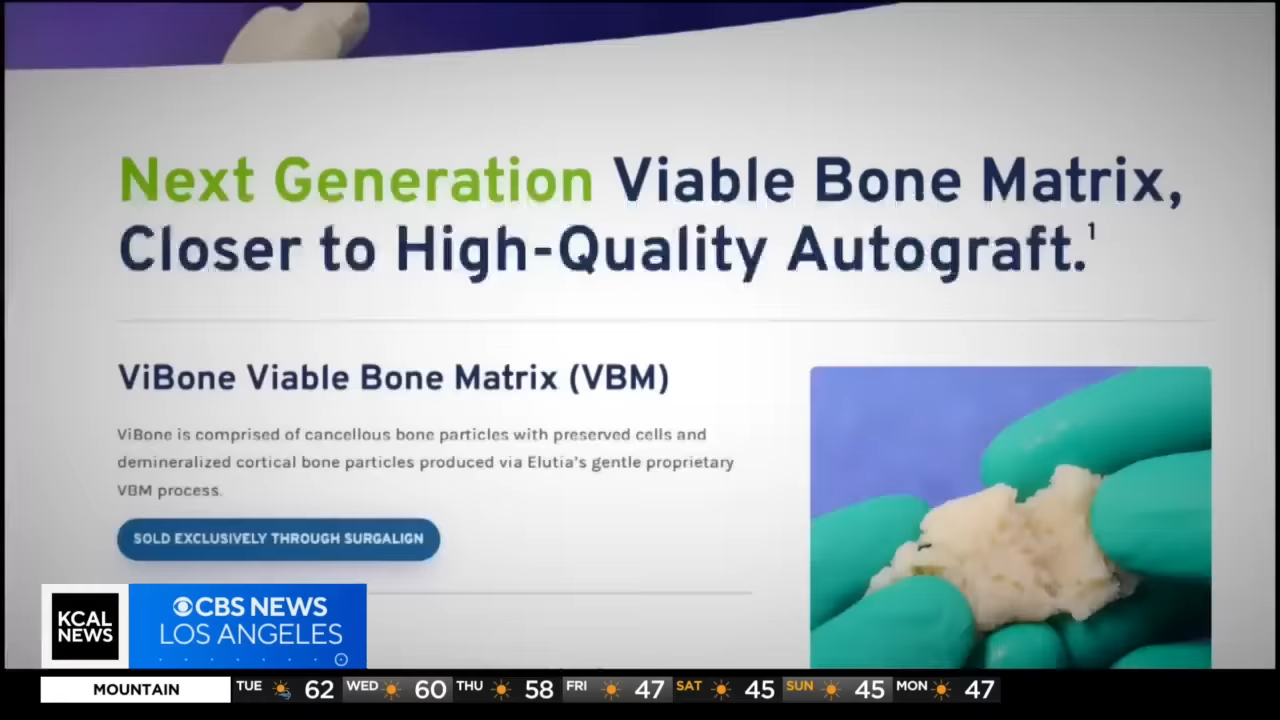 Next Generation Viable Bone Matrix,
Closer to High-Quality Autograft.1
ViBone Viable Bone Matrix (VBM)
ViBone is comprised of cancellous bone particles with preserved cells and
demineralized cortical bone particles produced via Elutia's gentle proprietary
VBM process.
SOLD EXCLUSIVELY THROUGH SURGALIGN
KCAL
NEWS
CBS NEWS
LOS ANGELES
MOUNTAIN TUE 62 WED 60 THU 58 FRI 47 SAT 45 SUN 45 MON 47